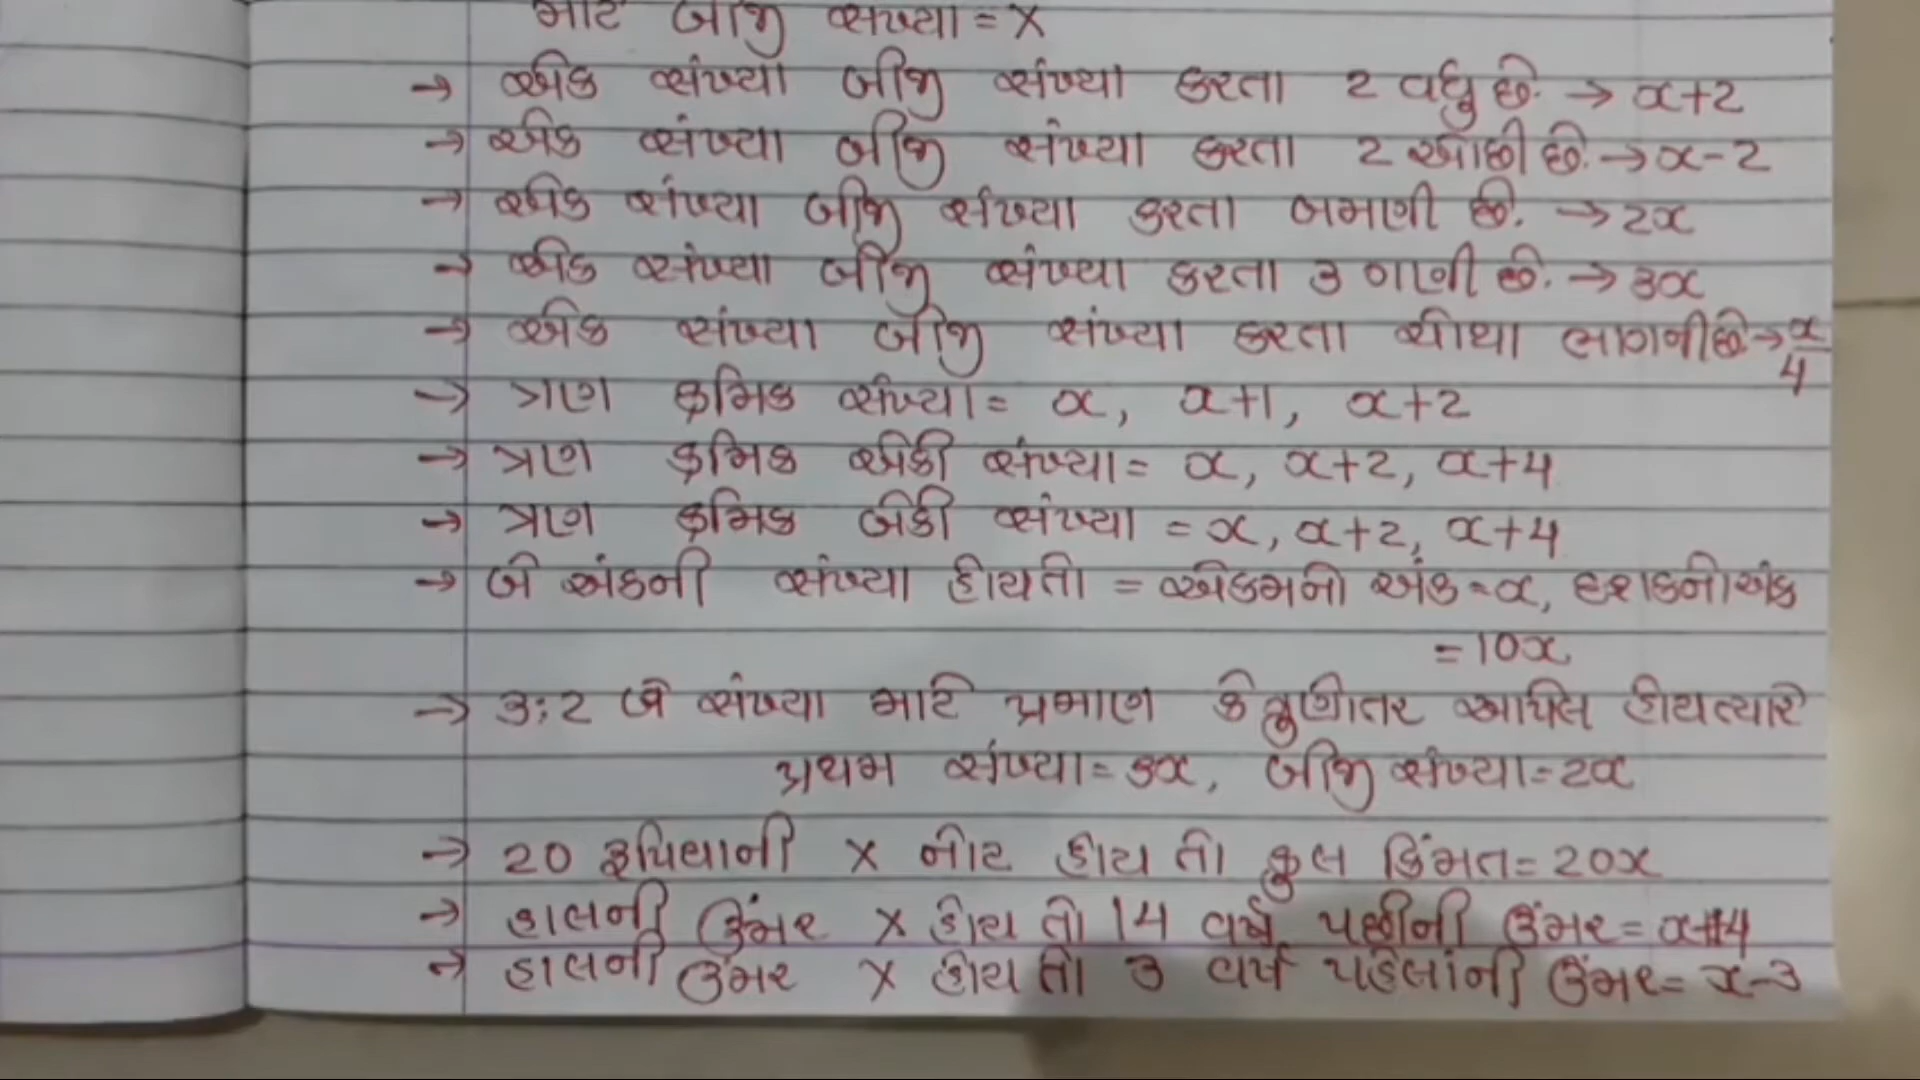 માટે બીજી સંખ્યા = x
→ એક સંખ્યા બીજી સંખ્યા કરતા 2 વધુ છે. → x+2
→ એક સંખ્યા બીજી સંખ્યા કરતા 2 ઓછી છે. → x-2
→ એક સંખ્યા બીજી સંખ્યા કરતા બમણી છે. → 2x
→ એક સંખ્યા બીજી સંખ્યા કરતા 3 ગણી છે. → 3x
→ એક સંખ્યા બીજી સંખ્યા કરતા ચોથા ભાગની છે → x/4
→ ત્રણ ક્રમિક સંખ્યા = x, x+1, x+2
→ ત્રણ ક્રમિક એકી સંખ્યા = x, x+2, x+4
→ ત્રણ ક્રમિક બેકી સંખ્યા = x, x+2, x+4
→ બે અંકની સંખ્યા હોય તો = એકમનો અંક = x, દશકનો અંક
= 10x
→ 3:2 બે સંખ્યા માટે પ્રમાણ કે ગુણોતર આપેલ હોય ત્યારે
પ્રથમ સંખ્યા = 3x, બીજી સંખ્યા = 2x
→ 20 રૂપિયાની x નોટ હોય તો કુલ કિંમત = 20x
→ હાલની ઉંમર x હોય તો 14 વર્ષ પછીની ઉંમર = x+14
→ હાલની ઉંમર x હોય તો 3 વર્ષ પહેલાંની ઉંમર = x-3